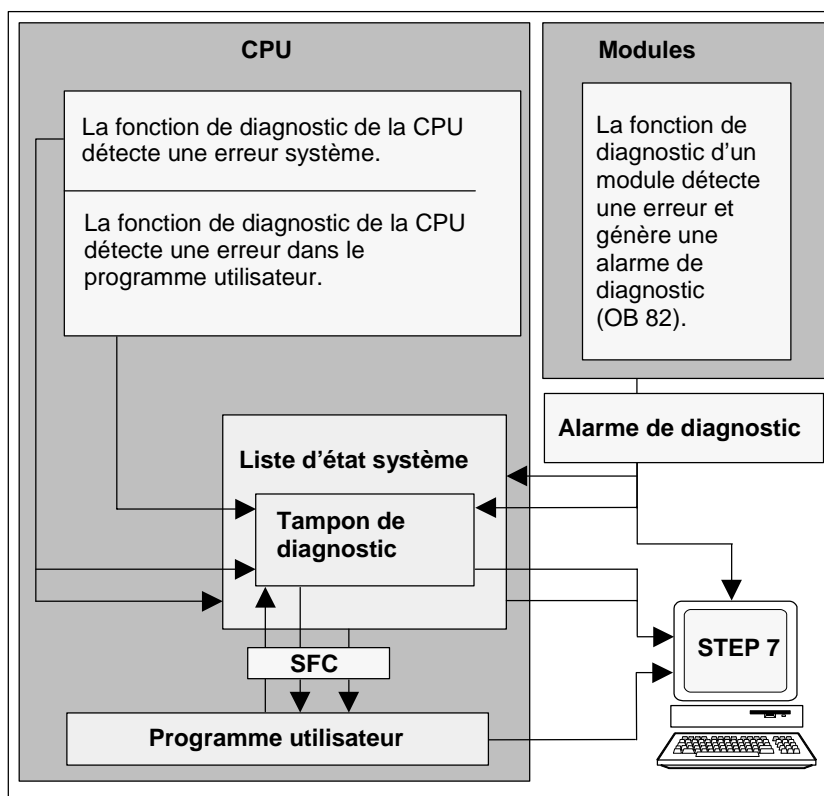 CPU
La fonction de diagnostic de la CPU
détecte une erreur système.
La fonction de diagnostic de la CPU
détecte une erreur dans le
programme utilisateur.
Modules
La fonction de
diagnostic d'un
module détecte
une erreur et
génère une
alarme de
diagnostic
(OB 82).
Alarme de diagnostic
Liste d'état système
Tampon de
diagnostic
SFC
Programme utilisateur
STEP 7